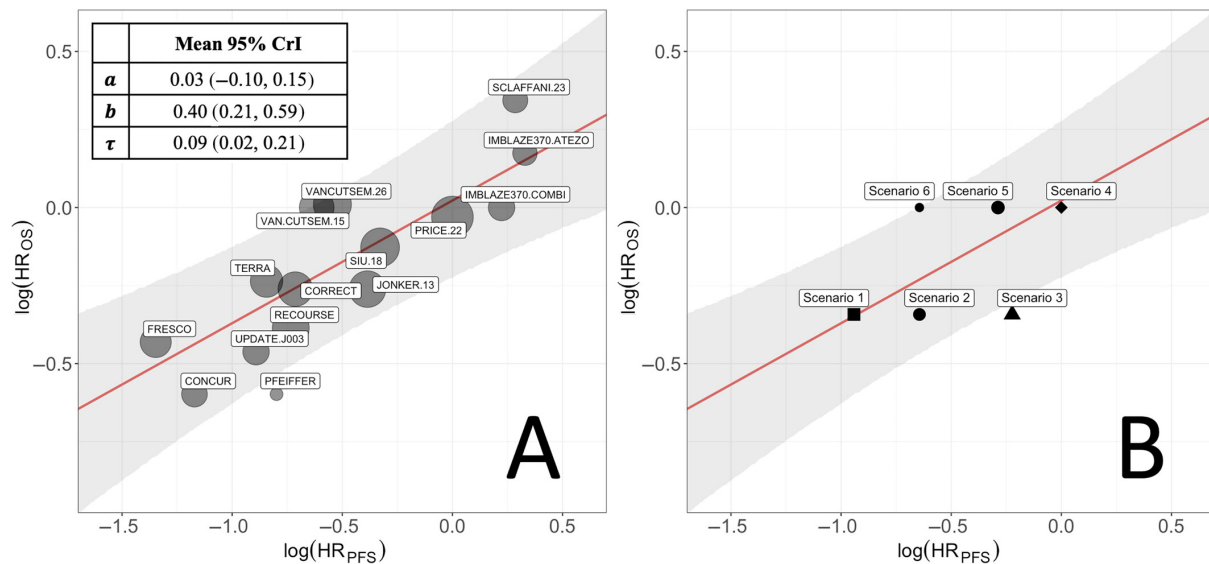 Mean 95% CrI
a 0.03 (−0.10, 0.15)
b 0.40 (0.21, 0.59)
τ 0.09 (0.02, 0.21)
0.5
0.0
−0.5
log(HROS)
SCLAFFANI.23
IMBLAZE370.ATEZO
VANCUTSEM.26
IMBLAZE370.COMBI
VAN.CUTSEM.15
PRICE.22
SIU.18
TERRA
JONKER.13
CORRECT
RECOURSE
FRESCO
UPDATE.J003
CONCUR
PFEIFFER
A
−1.5 −1.0 −0.5 0.0 0.5
log(HRPFS)
0.5
0.0
−0.5
log(HROS)
Scenario 6 Scenario 5 Scenario 4
Scenario 1 Scenario 2 Scenario 3
B
−1.5 −1.0 −0.5 0.0 0.5
log(HRPFS)